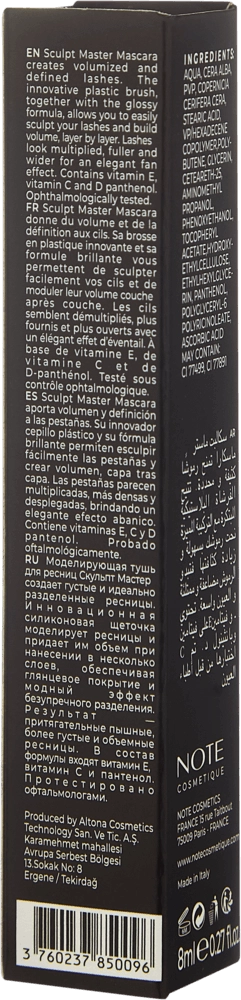 EN Sculpt Master Mascara
creates volumized and
defined lashes. The
innovative plastic brush,
together with the glossy
formula, allows you to easily
sculpt your lashes and build
volume, layer by layer. Lashes
look multiplied, fuller and
wider for an elegant fan
effect. Contains vitamin E,
vitamin C and D panthenol.
Ophthalmologically tested.
FR Sculpt Master Mascara
donne du volume et de la
définition aux cils. Sa brosse
en plastique innovante et sa
formule brillante vous
permettent de sculpter
facilement vos cils et de
moduler leur volume couche
après couche. Les cils
semblent démultipliés, plus
fournis et plus ouverts avec
un élégant effet d'éventail. À
base de vitamine E, de
vitamine C et de
D-panthénol. Testé sous
contrôle ophtalmologique.
ES Sculpt Master Mascara
aporta volumen y definición
a las pestañas. Su innovador
cepillo plástico y su fórmula
brillante permiten esculpir
fácilmente las pestañas y
crear volumen, capa tras
capa. Las pestañas parecen
multiplicadas, más densas y
desplegadas, brindando un
elegante efecto abanico.
Contiene vitaminas E, C y D
pantenol. Probado
oftalmológicamente.
RU Моделирующая тушь
для ресниц Скульпт Мастер
создает густые и идеально
разделенные ресницы.
Инновационная
силиконовая щеточка
моделирует ресницы и
придает им объем при
нанесении в несколько
слоев, обеспечивая
глянцевое покрытие и
модный эффект
безупречного разделения.
Результат —
притягательные пышные,
более густые и объемные
ресницы. В состав
формулы входят витамин Е,
витамин С и пантенол.
Протестировано
офтальмологами.
Produced by Altona Cosmetics
Technology San. Ve Tic. A.Ş.
Karamehmet mahallesi
Avrupa Serbest Bölgesi
13.Sokak No: 8
Ergene / Tekirdağ
3 760237 850096
INGREDIENTS:
AQUA, CERA ALBA,
PVP, COPERNICIA
CERIFERA CERA,
STEARIC ACID,
VP/HEXADECENE
COPOLYMER, POLY-
BUTENE, GLYCERIN,
CETEARETH-25,
AMINOMETHYL
PROPANOL,
PHENOXYETHANOL,
TOCOPHERYL
ACETATE, HYDROXY-
ETHYLCELLULOSE,
ETHYLHEXYLGLYCE-
RIN, PANTHENOL,
POLYGLYCERYL-6
POLYRICINOLEATE,
ASCORBIC ACID
MAY CONTAIN:
CI 77499, CI 77891
AR
NOTE
COSMETIQUE
NOTE COSMETICS
FRANCE 15 rue Taitbout
75009 Paris - FRANCE
www.notecosmetique.com
8ml℮0.27 fl.oz.